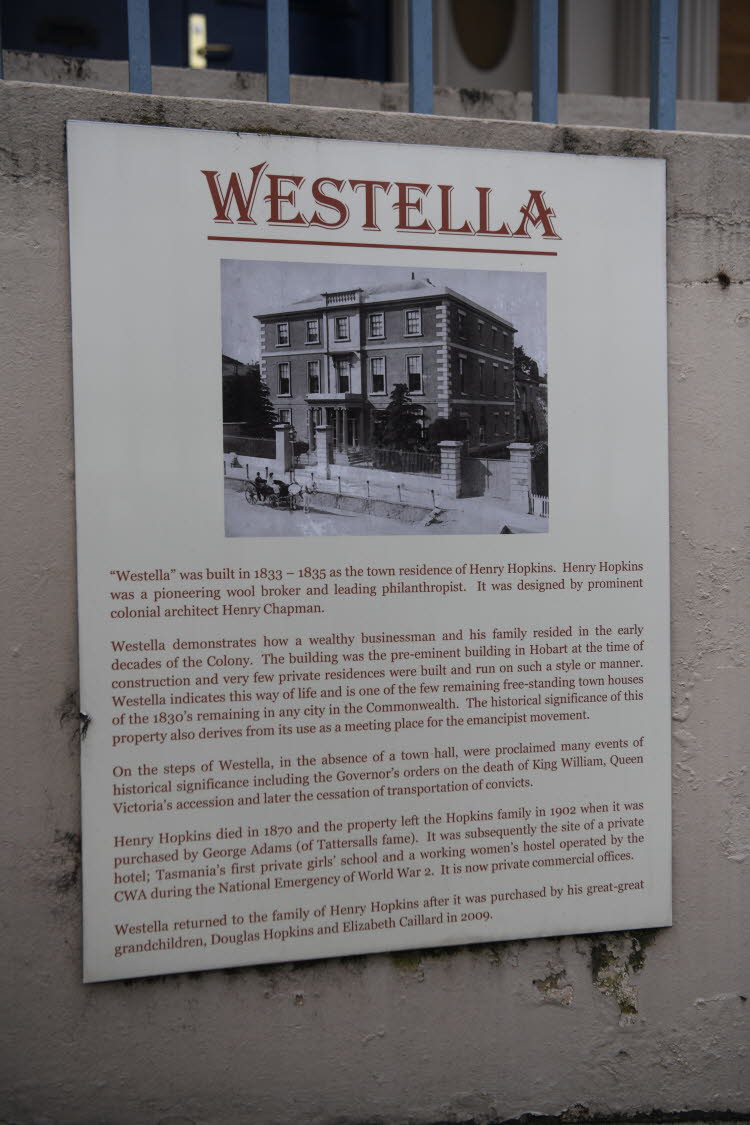 WESTELLA
“Westella” was built in 1833 – 1835 as the town residence of Henry Hopkins. Henry Hopkins
was a pioneering wool broker and leading philanthropist. It was designed by prominent
colonial architect Henry Chapman.
Westella demonstrates how a wealthy businessman and his family resided in the early
decades of the Colony. The building was the pre-eminent building in Hobart at the time of
construction and very few private residences were built and run on such a style or manner.
Westella indicates this way of life and is one of the few remaining free-standing town houses
of the 1830’s remaining in any city in the Commonwealth. The historical significance of this
property also derives from its use as a meeting place for the emancipist movement.
On the steps of Westella, in the absence of a town hall, were proclaimed many events of
historical significance including the Governor’s orders on the death of King William, Queen
Victoria’s accession and later the cessation of transportation of convicts.
Henry Hopkins died in 1870 and the property left the Hopkins family in 1902 when it was
purchased by George Adams (of Tattersalls fame). It was subsequently the site of a private
hotel; Tasmania’s first private girls’ school and a working women’s hostel operated by the
CWA during the National Emergency of World War 2. It is now private commercial offices.
Westella returned to the family of Henry Hopkins after it was purchased by his great-great
grandchildren, Douglas Hopkins and Elizabeth Caillard in 2009.